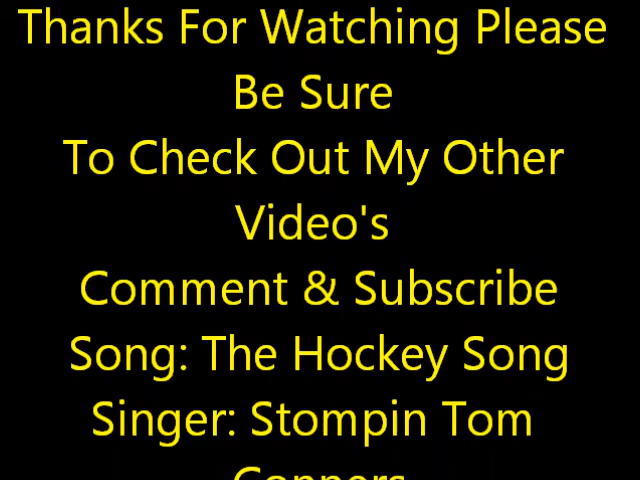 Thanks For Watching Please
Be Sure
To Check Out My Other
Video's
Comment & Subscribe
Song: The Hockey Song
Singer: Stompin Tom